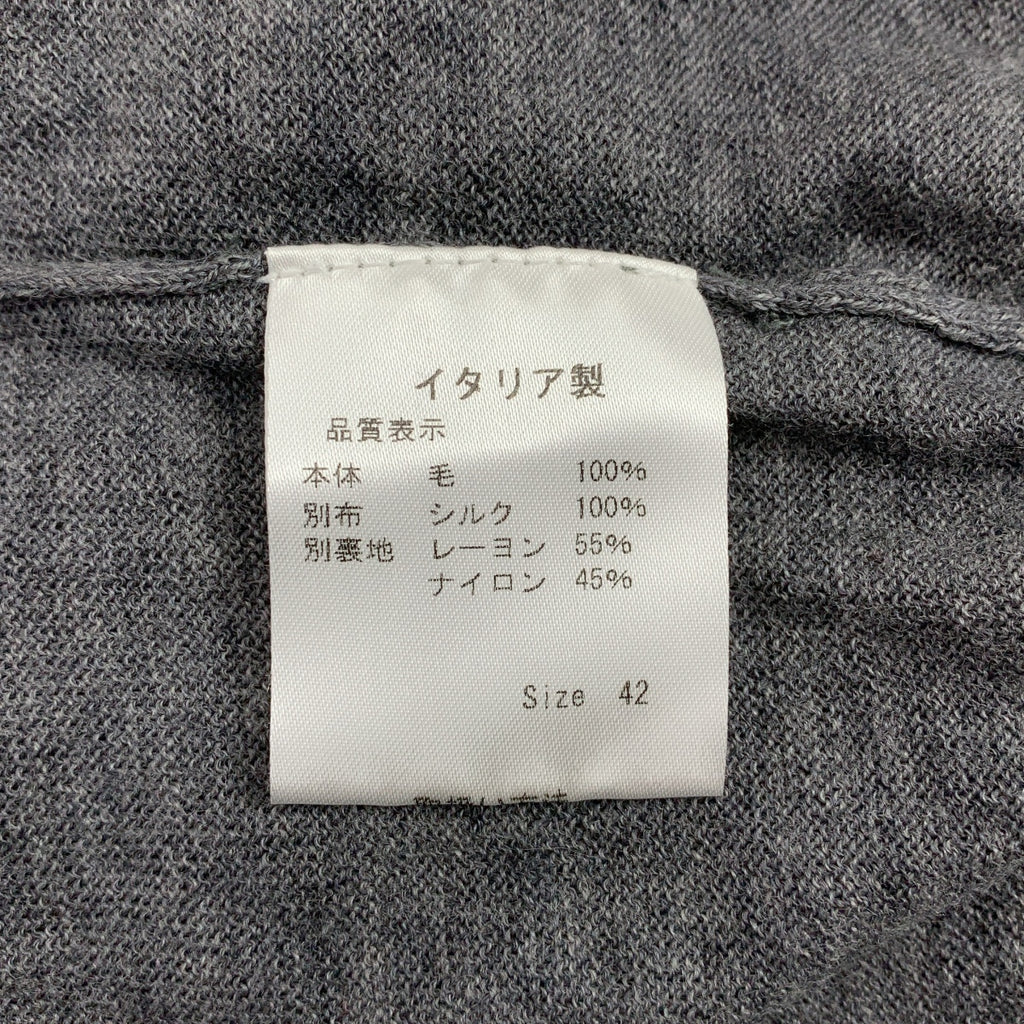 イタリア製
品質表示
本体 毛 100%
別布 シルク 100%
別裏地 レーヨン 55%
ナイロン 45%
Size 42